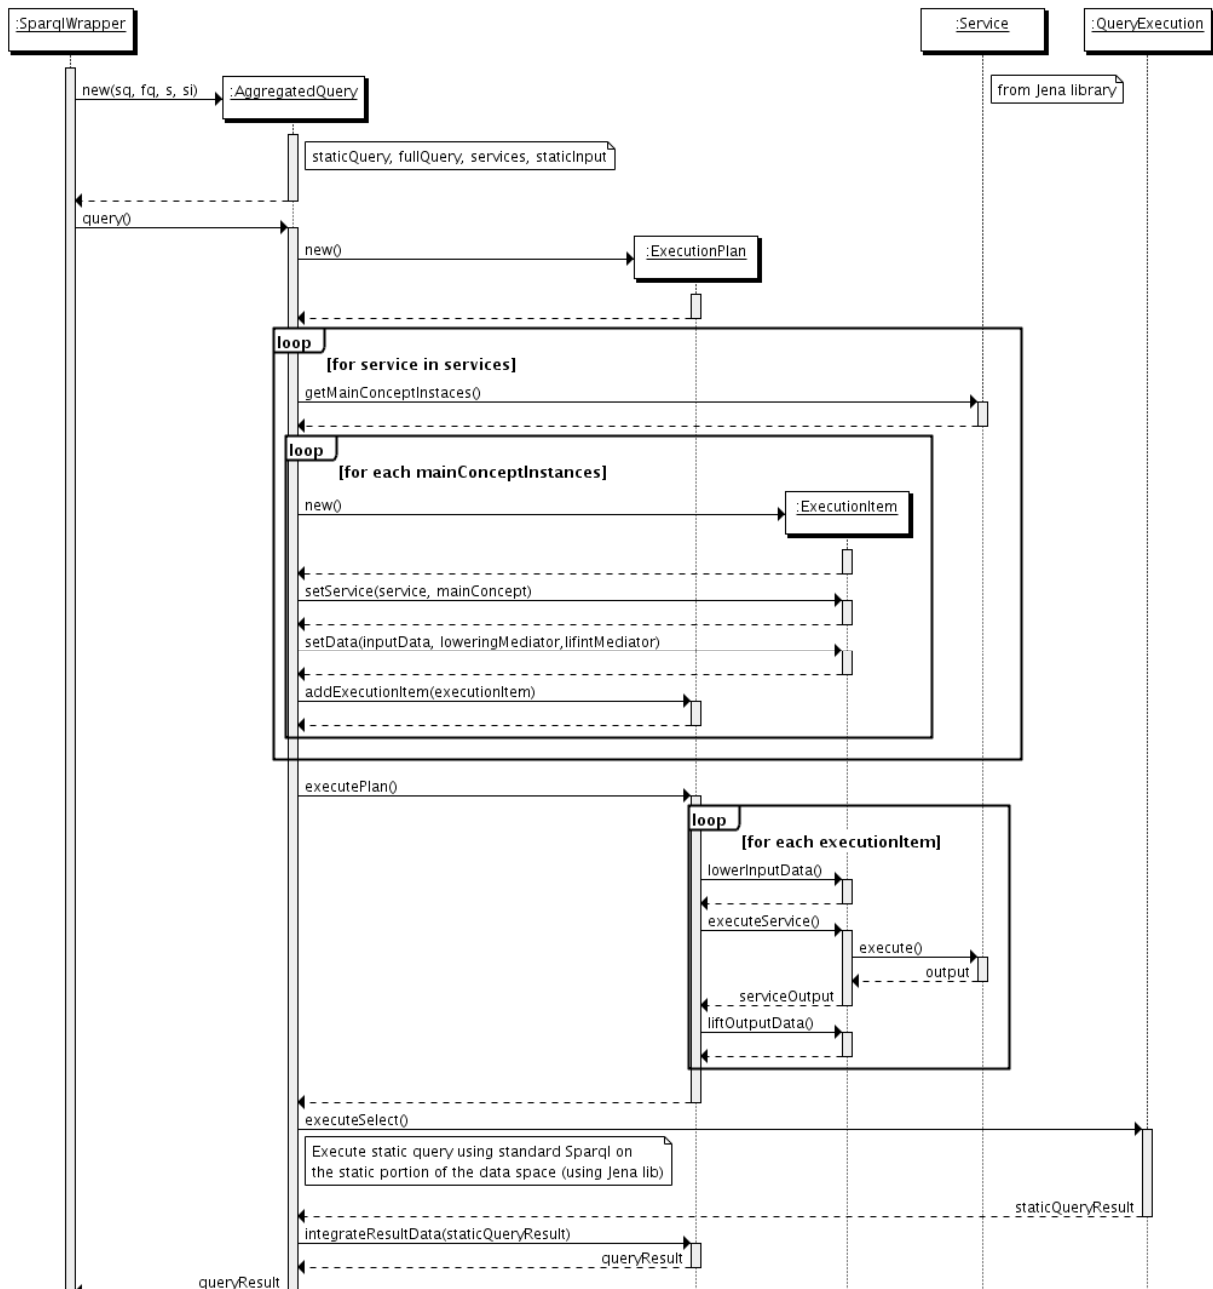 :SparqlWrapper
:Service
:QueryExecution
new(sq, fq, s, si)
:AggregatedQuery
from Jena library
staticQuery, fullQuery, services, staticInput
query()
new()
:ExecutionPlan
loop
[for service in services]
getMainConceptInstaces()
loop
[for each mainConceptInstances]
new()
:ExecutionItem
setService(service, mainConcept)
setData(inputData, loweringMediator,lifintMediator)
addExecutionItem(executionItem)
executePlan()
loop
[for each executionItem]
lowerInputData()
executeService()
execute()
output
serviceOutput
liftOutputData()
executeSelect()
Execute static query using standard Sparql on
the static portion of the data space (using Jena lib)
staticQueryResult
integrateResultData(staticQueryResult)
queryResult
queryResult